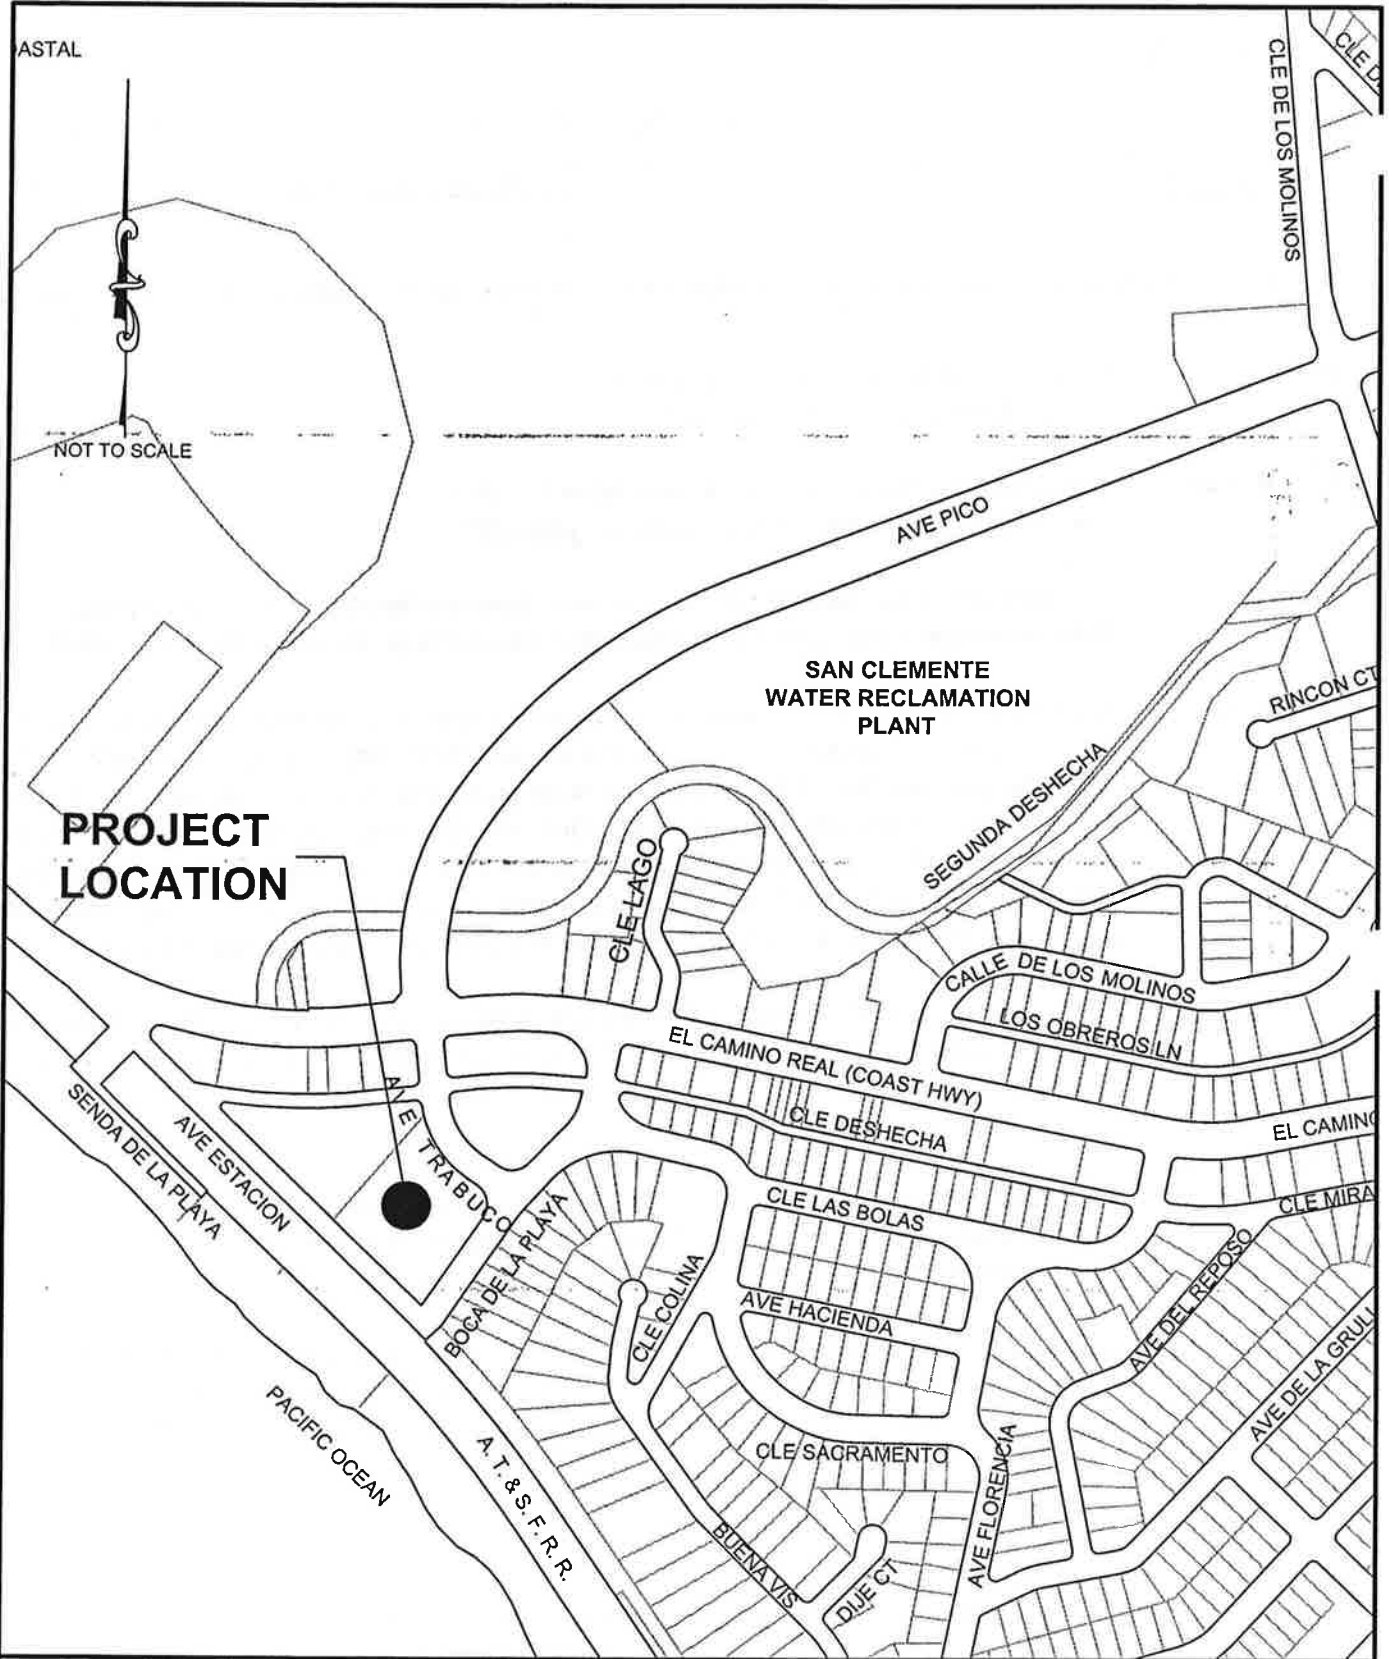 ASTAL
CLE DE LOS MOLINOS
NOT TO SCALE
AVE PICO
SAN CLEMENTE
WATER RECLAMATION
PLANT
RINCON CT
SEGUNDA DESHECHA
PROJECT
LOCATION
CLE LAGO
CALLE DE LOS MOLINOS
LOS OBREROS LN
EL CAMINO REAL (COAST HWY)
CLE DESHECHA
EL CAMINO
CLE MIRA
AVE TRABUCO
AVE ESTACION
SENDA DE LA PLAYA
BOCA DE LA PLAYA
CLE LAS BOLAS
CLE COLINA
AVE HACIENDA
AVE DEL REPOSO
AVE DE LA GRULL
PACIFIC OCEAN
A. T. & S. F. R. R.
CLE SACRAMENTO
AVE FLORENCIA
BUENA VIS
DIJE CT